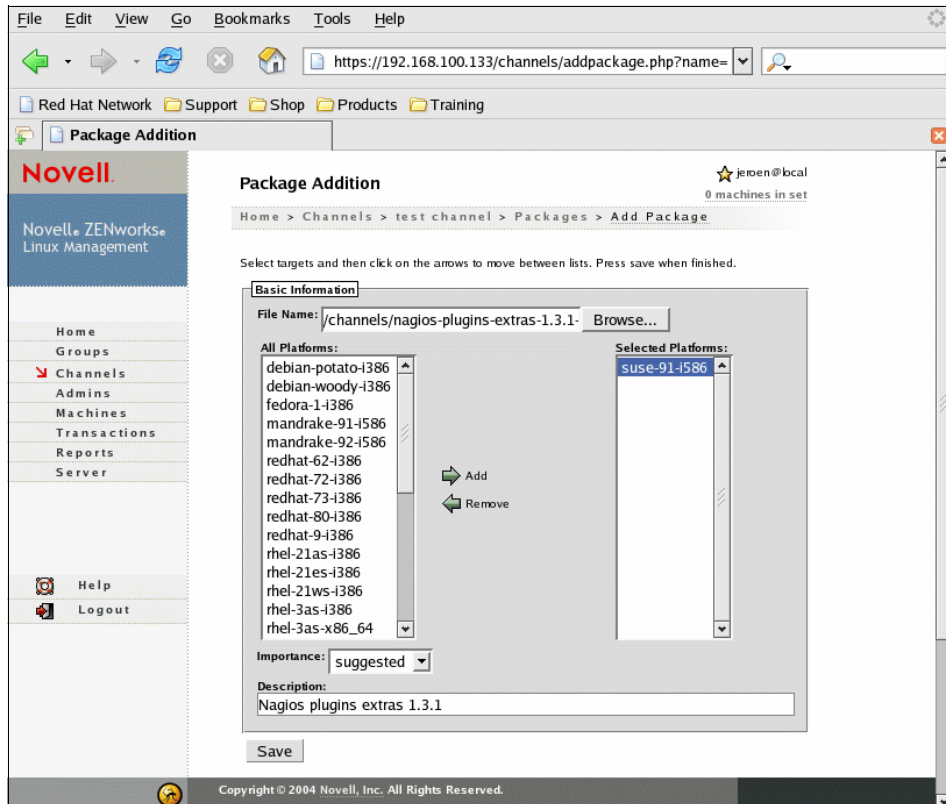 File Edit View Go Bookmarks Tools Help
https://192.168.100.133/channels/addpackage.php?name=
Red Hat Network Support Shop Products Training
Package Addition
Novell.
Novell® ZENworks®
Linux Management
Home
Groups
Channels
Admins
Machines
Transactions
Reports
Server
Help
Logout
Package Addition
jeroen@local
0 machines in set
Home > Channels > test channel > Packages > Add Package
Select targets and then click on the arrows to move between lists. Press save when finished.
Basic Information
File Name: /channels/nagios-plugins-extras-1.3.1- Browse...
All Platforms:
debian-potato-i386
debian-woody-i386
fedora-1-i386
mandrake-91-i586
mandrake-92-i586
redhat-62-i386
redhat-72-i386
redhat-73-i386
redhat-80-i386
redhat-9-i386
rhel-21as-i386
rhel-21es-i386
rhel-21ws-i386
rhel-3as-i386
rhel-3as-x86_64
Add
Remove
Selected Platforms:
suse-91-i586
Importance: suggested
Description:
Nagios plugins extras 1.3.1
Save
Copyright © 2004 Novell, Inc. All Rights Reserved.